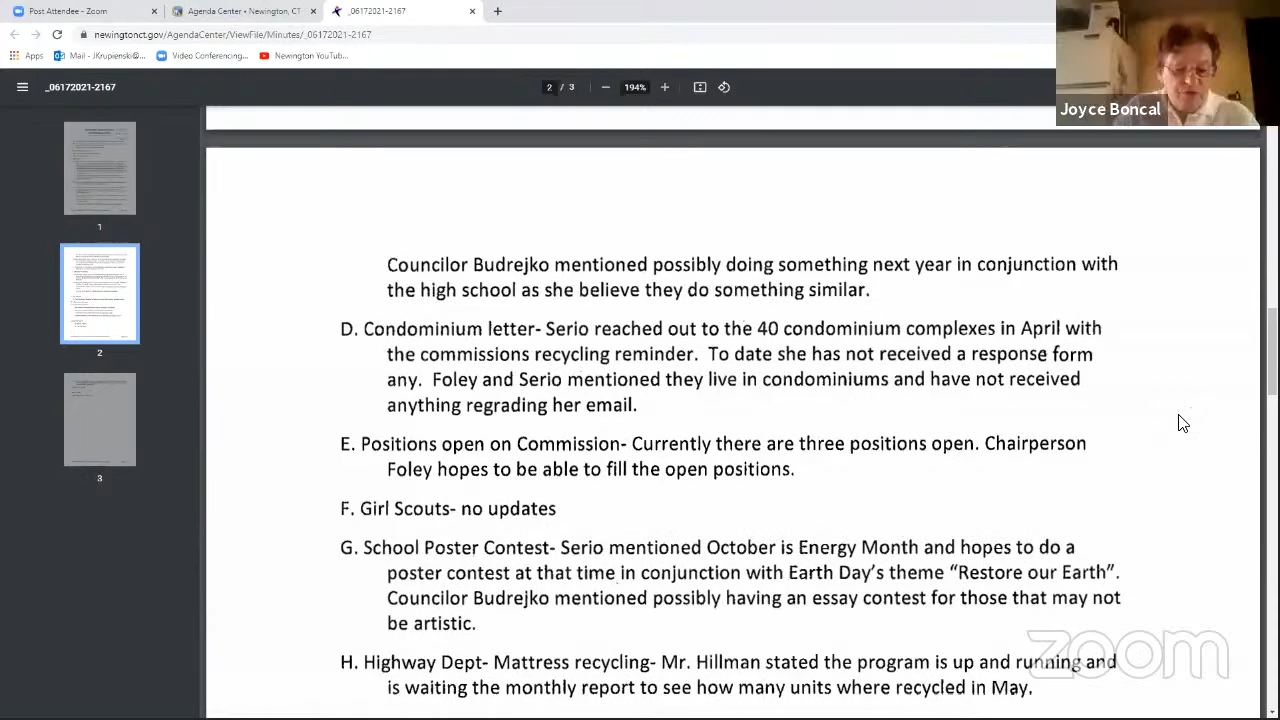 Post Attendee - Zoom
Agenda Center • Newington, CT
_06172021-2167
newingtonct.gov/AgendaCenter/ViewFile/Minutes/_06172021-2167
Apps
Mail - JKrupienski@...
Video Conferencing...
Newington YouTub...
_06172021-2167
2 / 3
194%
Joyce Boncal
1
2
3
Councilor Budrejko mentioned possibly doing something next year in conjunction with
the high school as she believe they do something similar.
D. Condominium letter- Serio reached out to the 40 condominium complexes in April with
the commissions recycling reminder. To date she has not received a response form
any. Foley and Serio mentioned they live in condominiums and have not received
anything regrading her email.
E. Positions open on Commission- Currently there are three positions open. Chairperson
Foley hopes to be able to fill the open positions.
F. Girl Scouts- no updates
G. School Poster Contest- Serio mentioned October is Energy Month and hopes to do a
poster contest at that time in conjunction with Earth Day's theme “Restore our Earth”.
Councilor Budrejko mentioned possibly having an essay contest for those that may not
be artistic.
H. Highway Dept- Mattress recycling- Mr. Hillman stated the program is up and running and
is waiting the monthly report to see how many units where recycled in May.
zoom